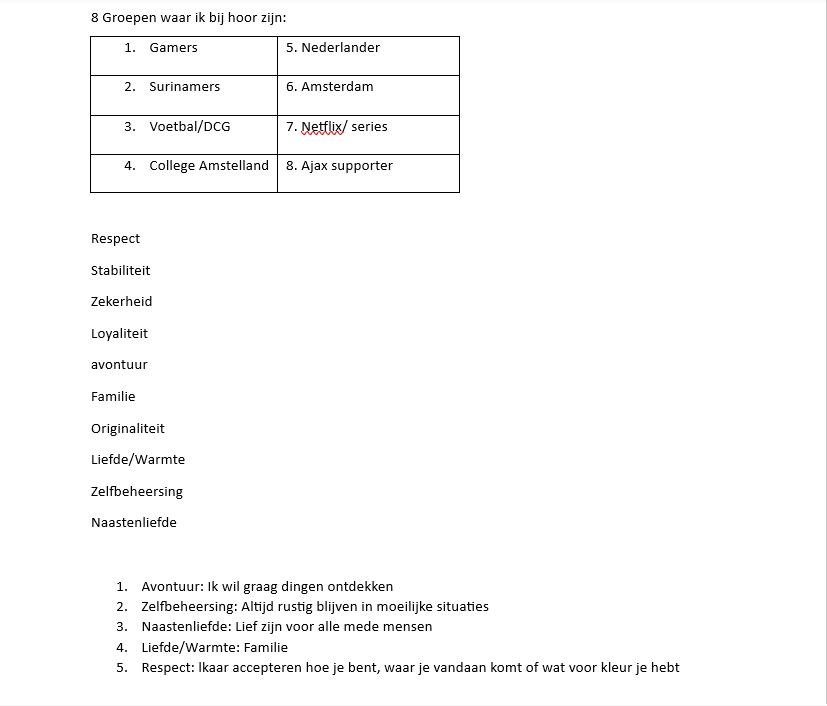 8 Groepen waar ik bij hoor zijn:
1. Gamers 5. Nederlander
2. Surinamers 6. Amsterdam
3. Voetbal/DCG 7. Netflix/ series
4. College Amstelland 8. Ajax supporter
Respect
Stabiliteit
Zekerheid
Loyaliteit
avontuur
Familie
Originaliteit
Liefde/Warmte
Zelfbeheersing
Naastenliefde
1. Avontuur: Ik wil graag dingen ontdekken
2. Zelfbeheersing: Altijd rustig blijven in moeilijke situaties
3. Naastenliefde: Lief zijn voor alle mede mensen
4. Liefde/Warmte: Familie
5. Respect: lkaar accepteren hoe je bent, waar je vandaan komt of wat voor kleur je hebt